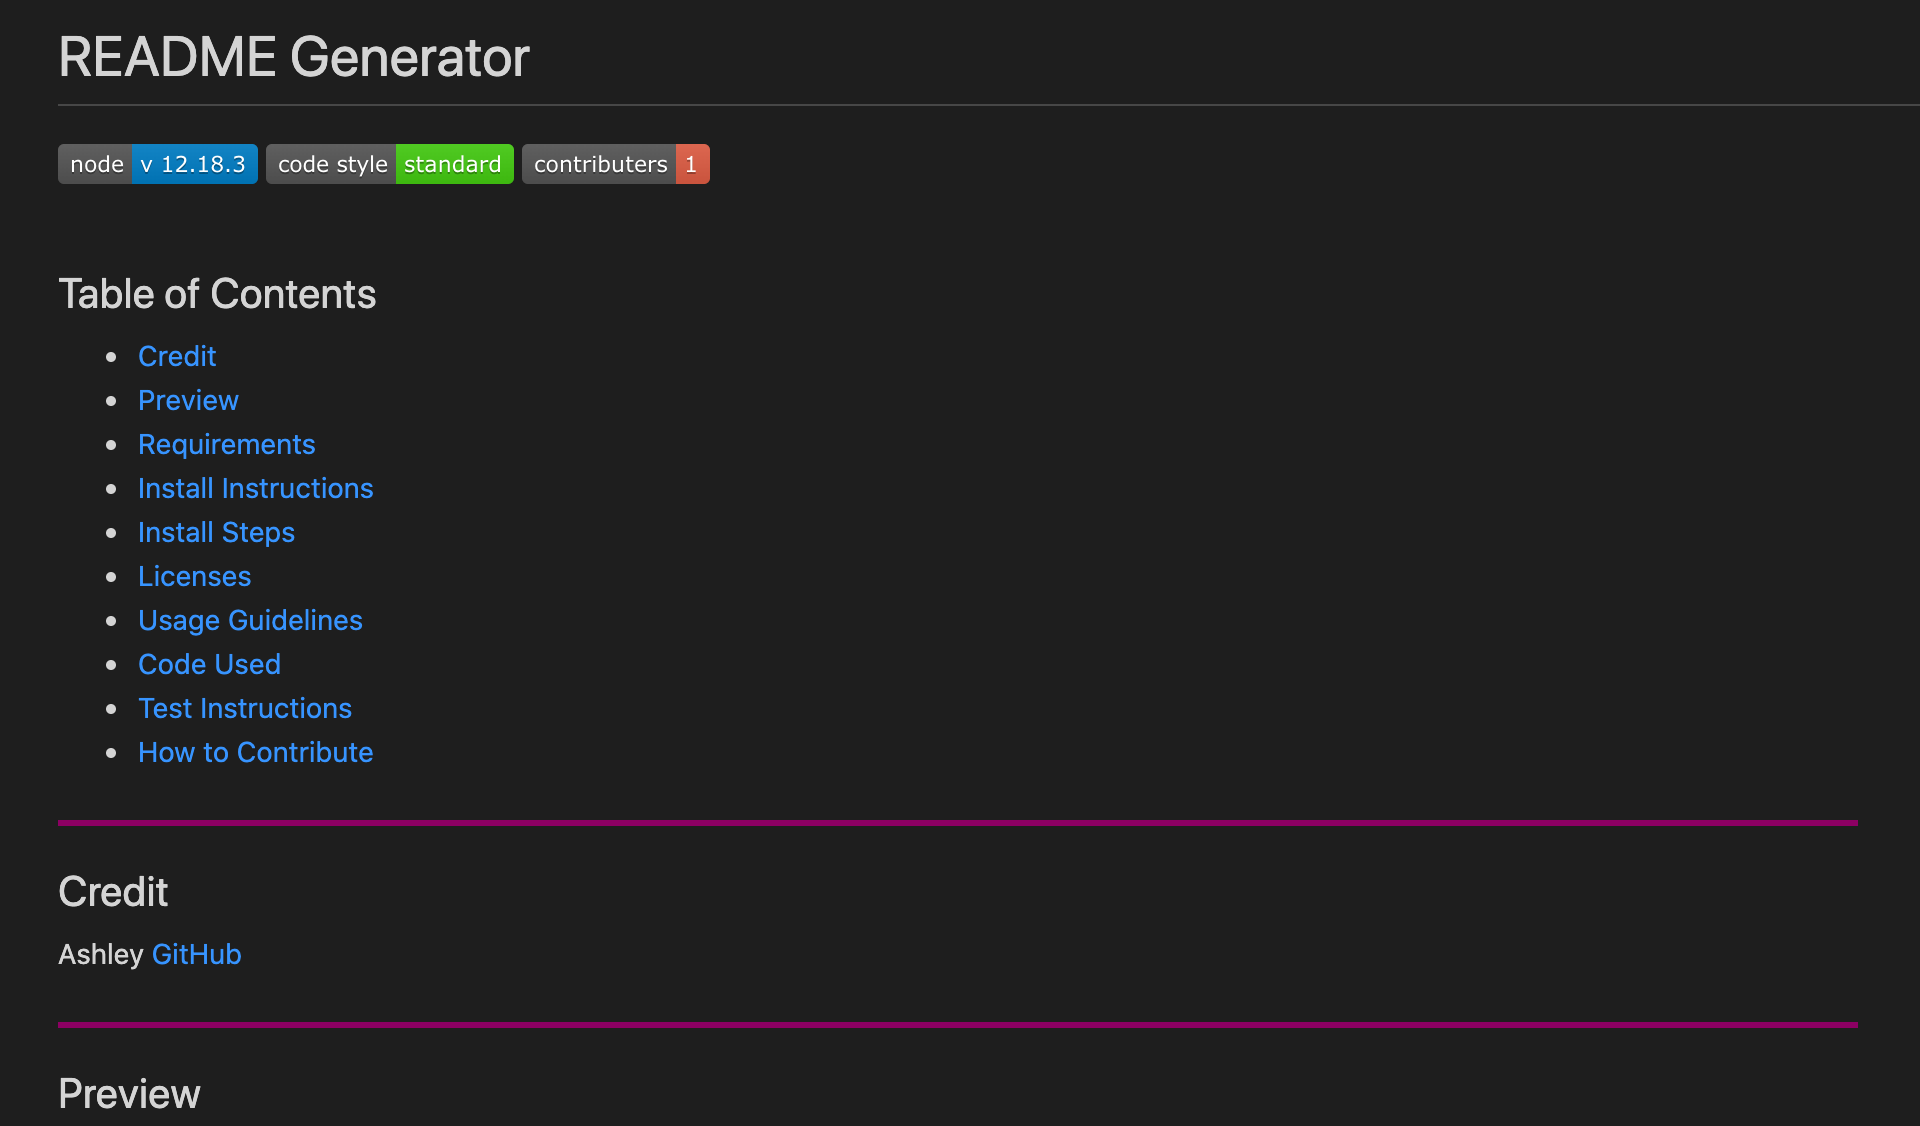 README Generator
node v 12.18.3 code style standard contributers 1
Table of Contents
Credit
Preview
Requirements
Install Instructions
Install Steps
Licenses
Usage Guidelines
Code Used
Test Instructions
How to Contribute
Credit
Ashley GitHub
Preview